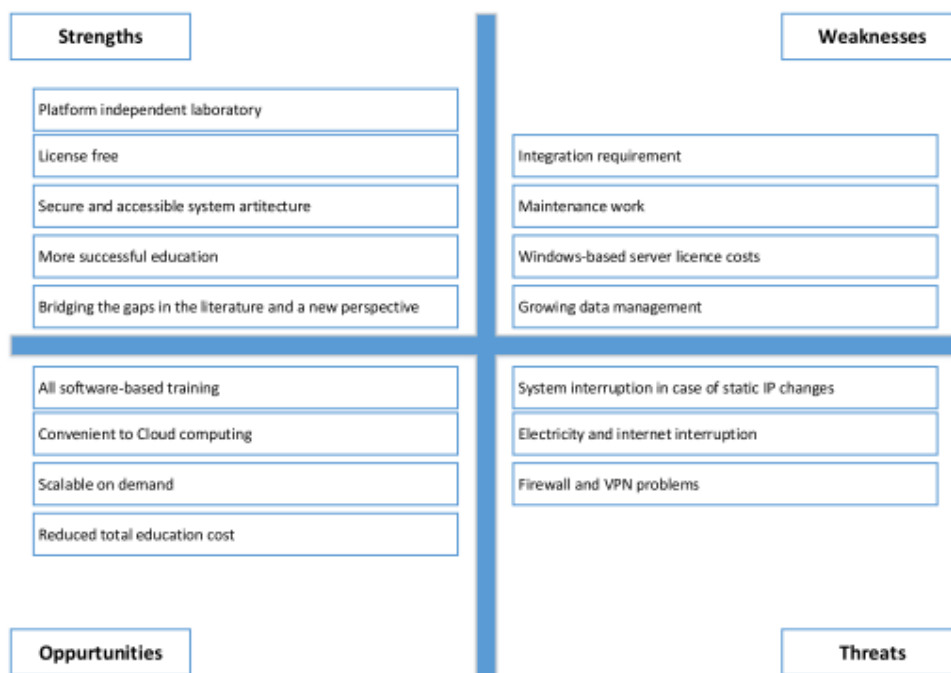 Strengths
Weaknesses
Platform independent laboratory
License free
Secure and accessible system artitecture
More successful education
Bridging the gaps in the literature and a new perspective
Integration requirement
Maintenance work
Windows-based server licence costs
Growing data management
All software-based training
Convenient to Cloud computing
Scalable on demand
Reduced total education cost
System interruption in case of static IP changes
Electricity and internet interruption
Firewall and VPN problems
Oppurtunities
Threats